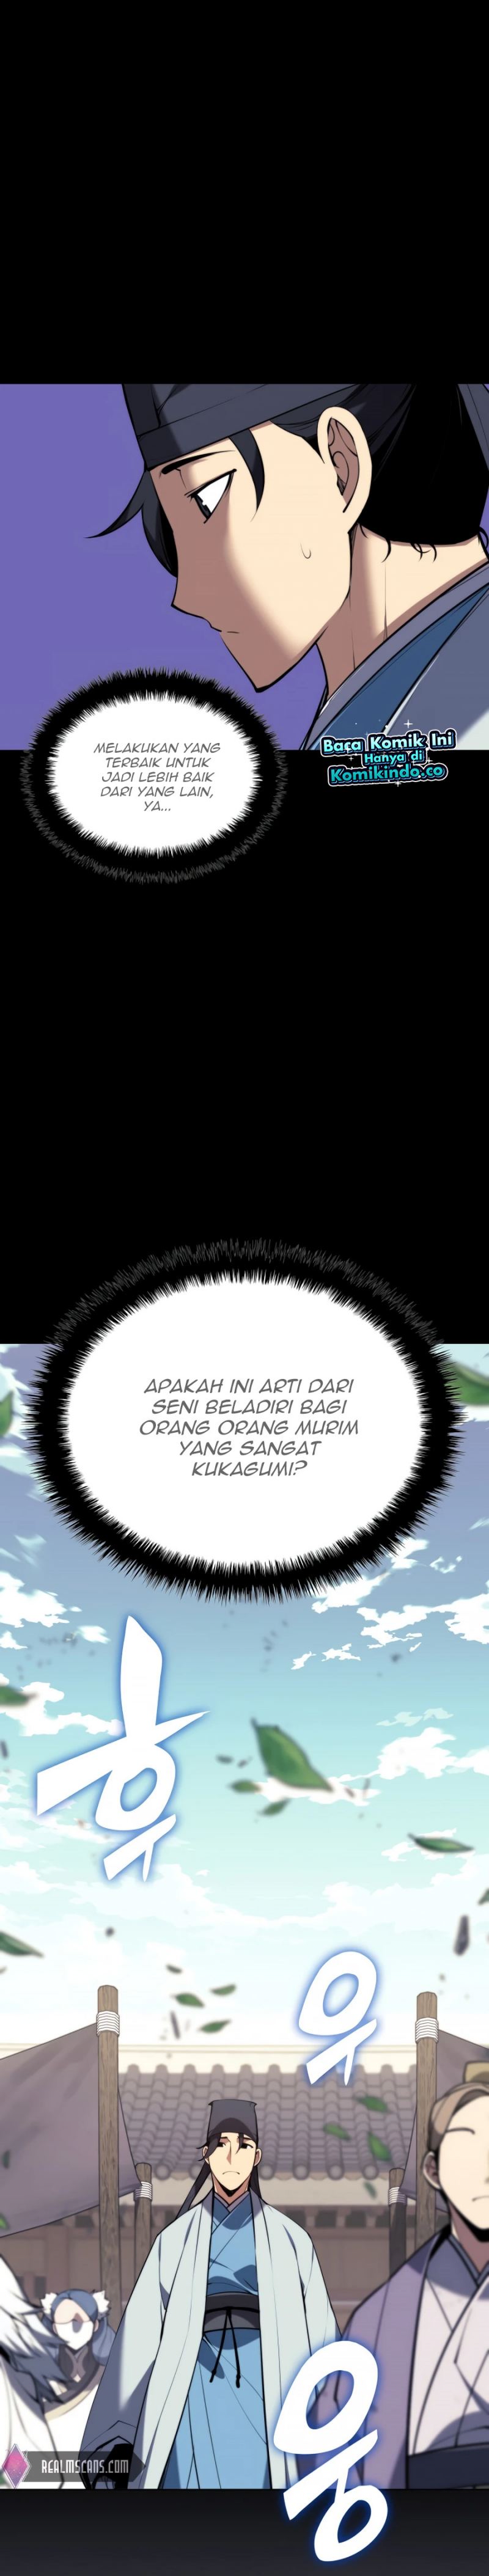 MELAKUKAN YANG
TERBAIK UNTUK
JADI LEBIH BAIK
DARI YANG LAIN,
YA...
Baca Komik Ini
Hanya di
Komikindo.co
APAKAH INI ARTI DARI
SENI BELADIRI BAGI
ORANG ORANG MURIM
YANG SANGAT
KUKAGUMI?
후
우
웅
REALMSCANS.COM